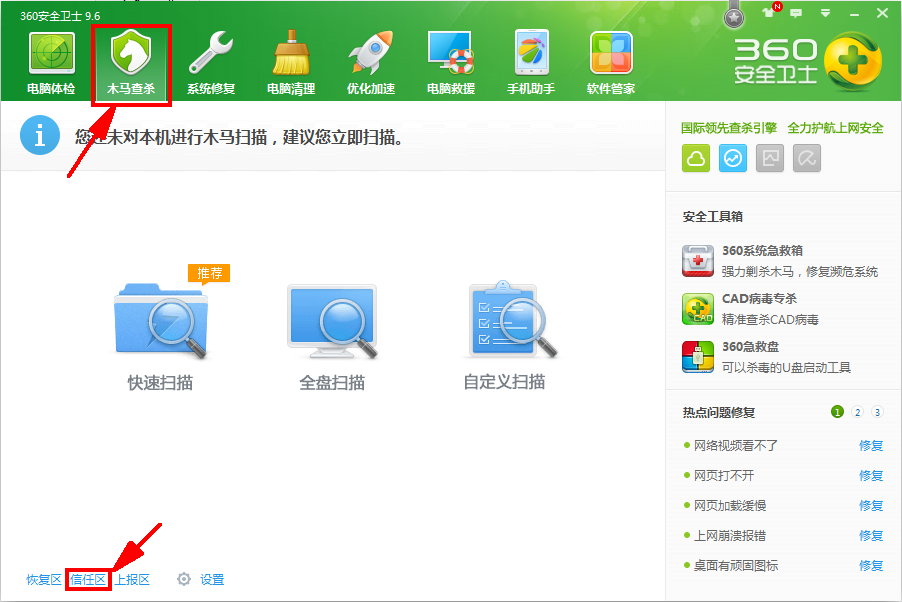 360安全卫士 9.6
N
电脑体检
木马查杀
系统修复
电脑清理
优化加速
电脑救援
手机助手
软件管家
360
安全卫士
您还未对本机进行木马扫描，建议您立即扫描。
国际领先查杀引擎 全力护航上网安全
安全工具箱
360系统急救箱
强力剿杀木马，修复濒危系统
CAD
CAD病毒专杀
精准查杀CAD病毒
360急救盘
可以杀毒的U盘启动工具
推荐
快速扫描
全盘扫描
自定义扫描
热点问题修复
1 2 3
网络视频看不了 修复
网页打不开 修复
网页加载缓慢 修复
上网崩溃报错 修复
桌面有顽固图标 修复
恢复区 信任区 上报区 设置